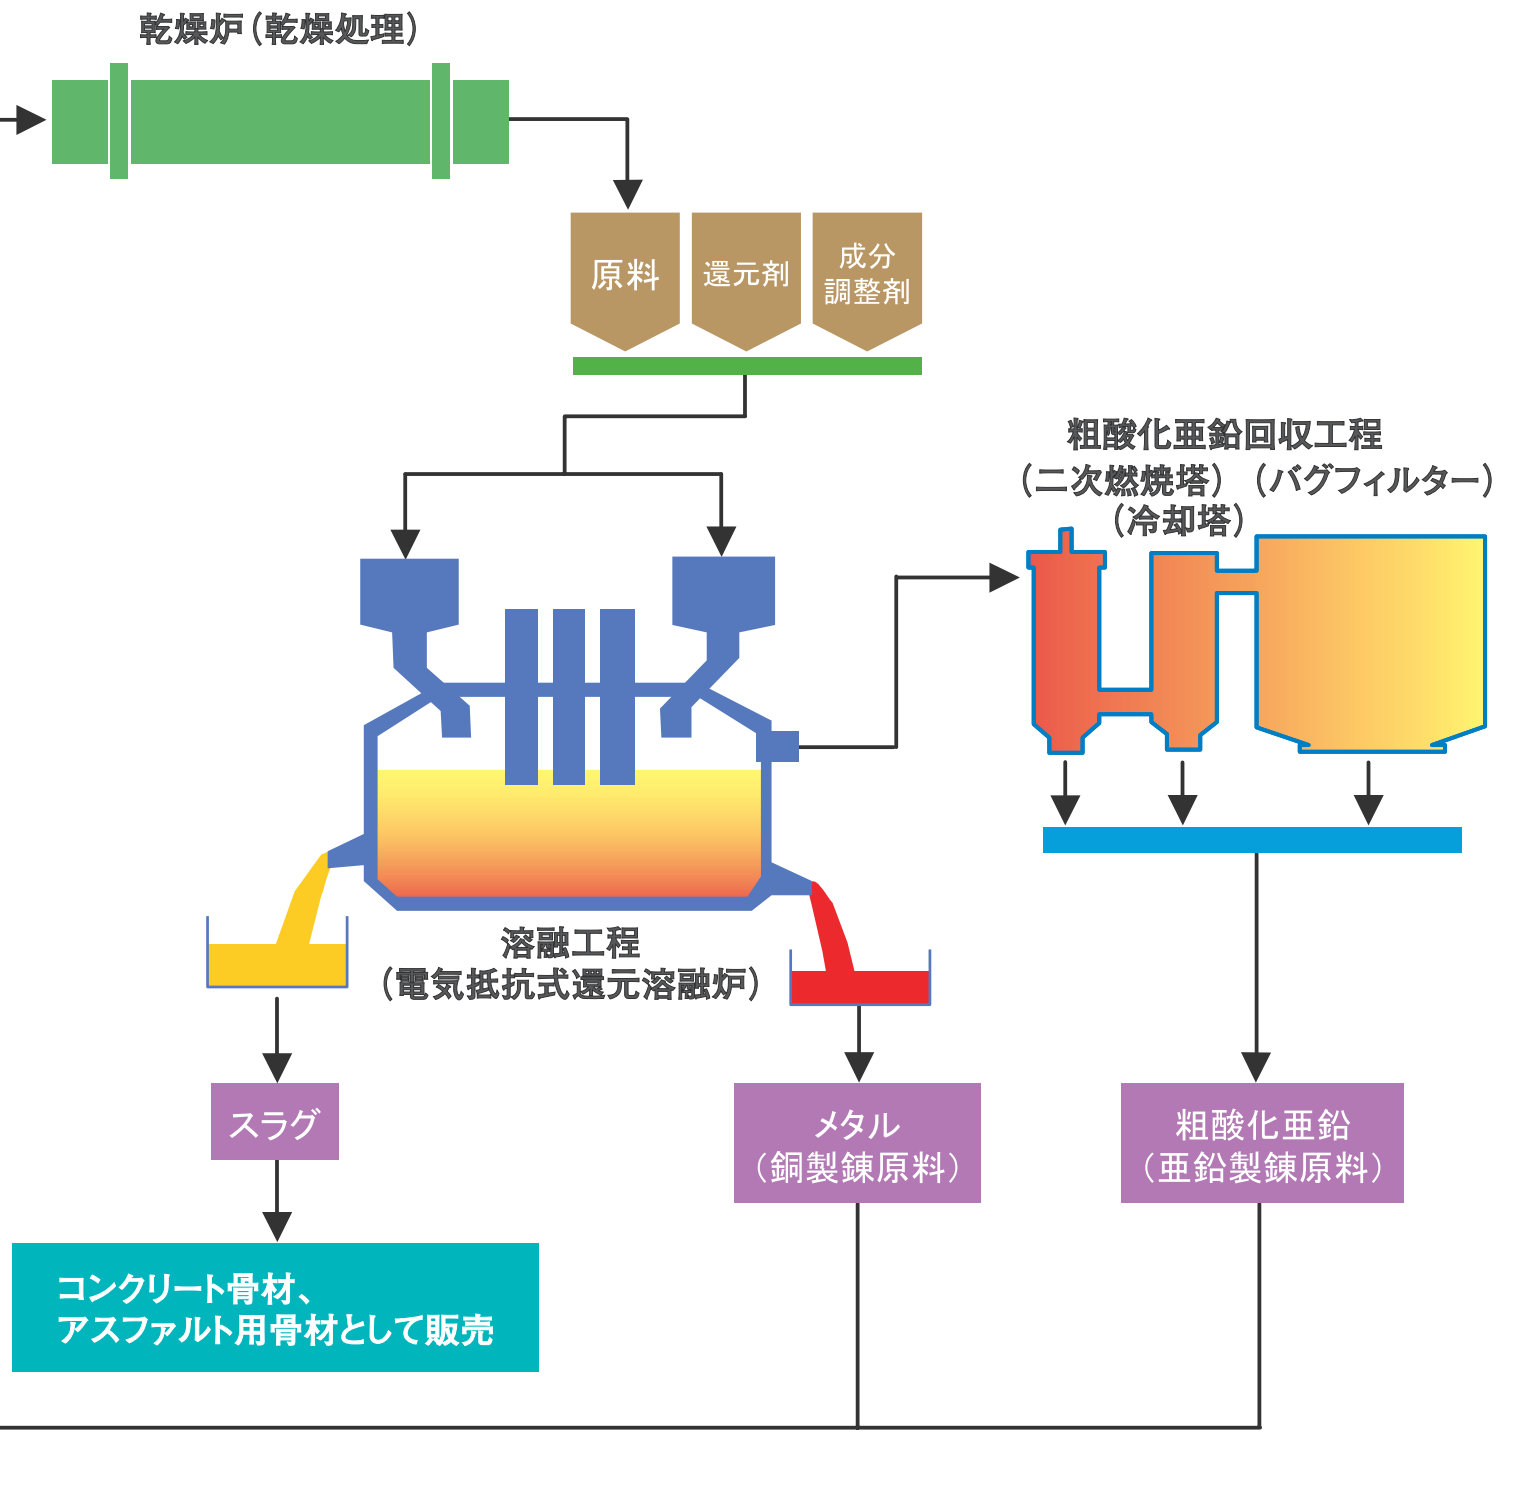 乾燥炉（乾燥処理）
原料
還元剤
成分
調整剤
粗酸化亜鉛回収工程
（二次燃焼塔）（バグフィルター）
（冷却塔）
溶融工程
（電気抵抗式還元溶融炉）
スラグ
メタル
（銅製錬原料）
粗酸化亜鉛
（亜鉛製錬原料）
コンクリート骨材、
アスファルト用骨材として販売